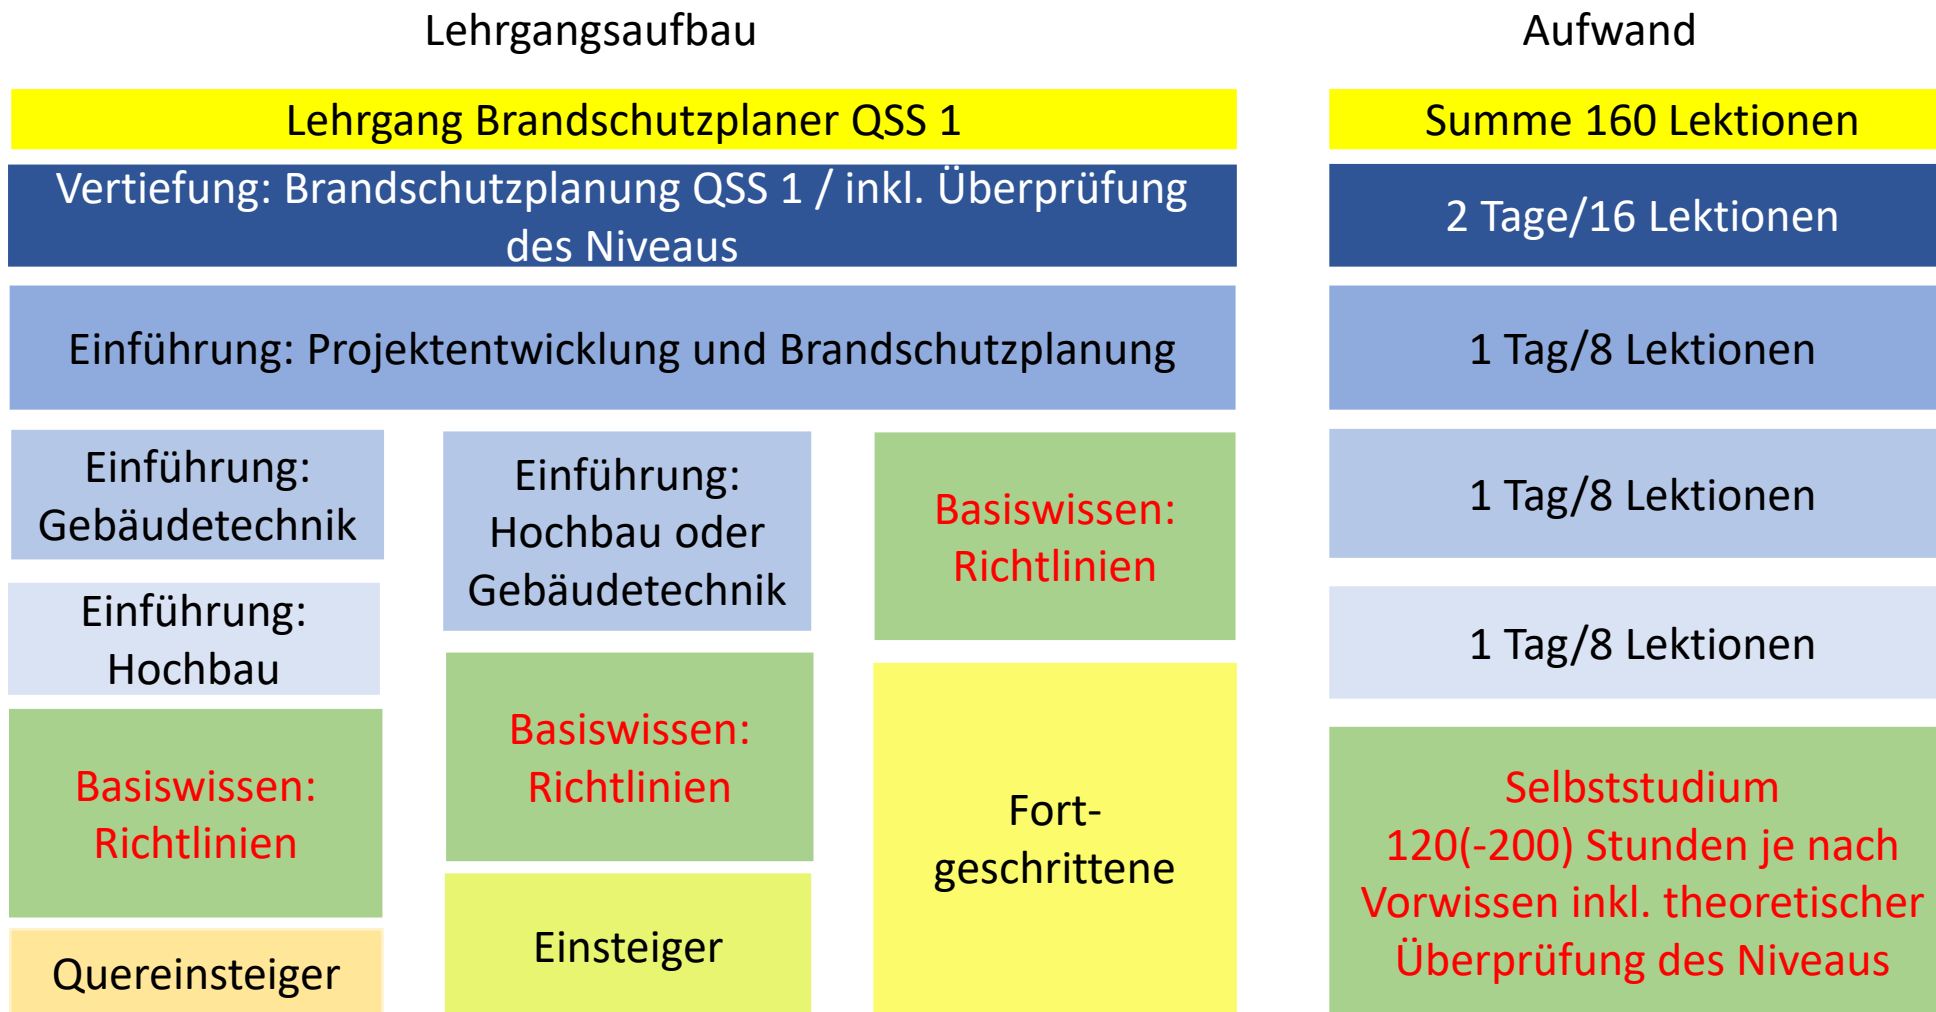 Lehrgangsaufbau
Aufwand
Lehrgang Brandschutzplaner QSS 1
Summe 160 Lektionen
Vertiefung: Brandschutzplanung QSS 1 / inkl. Überprüfung
des Niveaus
2 Tage/16 Lektionen
Einführung: Projektentwicklung und Brandschutzplanung
1 Tag/8 Lektionen
Einführung:
Gebäudetechnik
Einführung:
Hochbau oder
Gebäudetechnik
Basiswissen:
Richtlinien
1 Tag/8 Lektionen
Einführung:
Hochbau
1 Tag/8 Lektionen
Basiswissen:
Richtlinien
Basiswissen:
Richtlinien
Fort-
geschrittene
Selbststudium
120(-200) Stunden je nach
Vorwissen inkl. theoretischer
Überprüfung des Niveaus
Quereinsteiger
Einsteiger